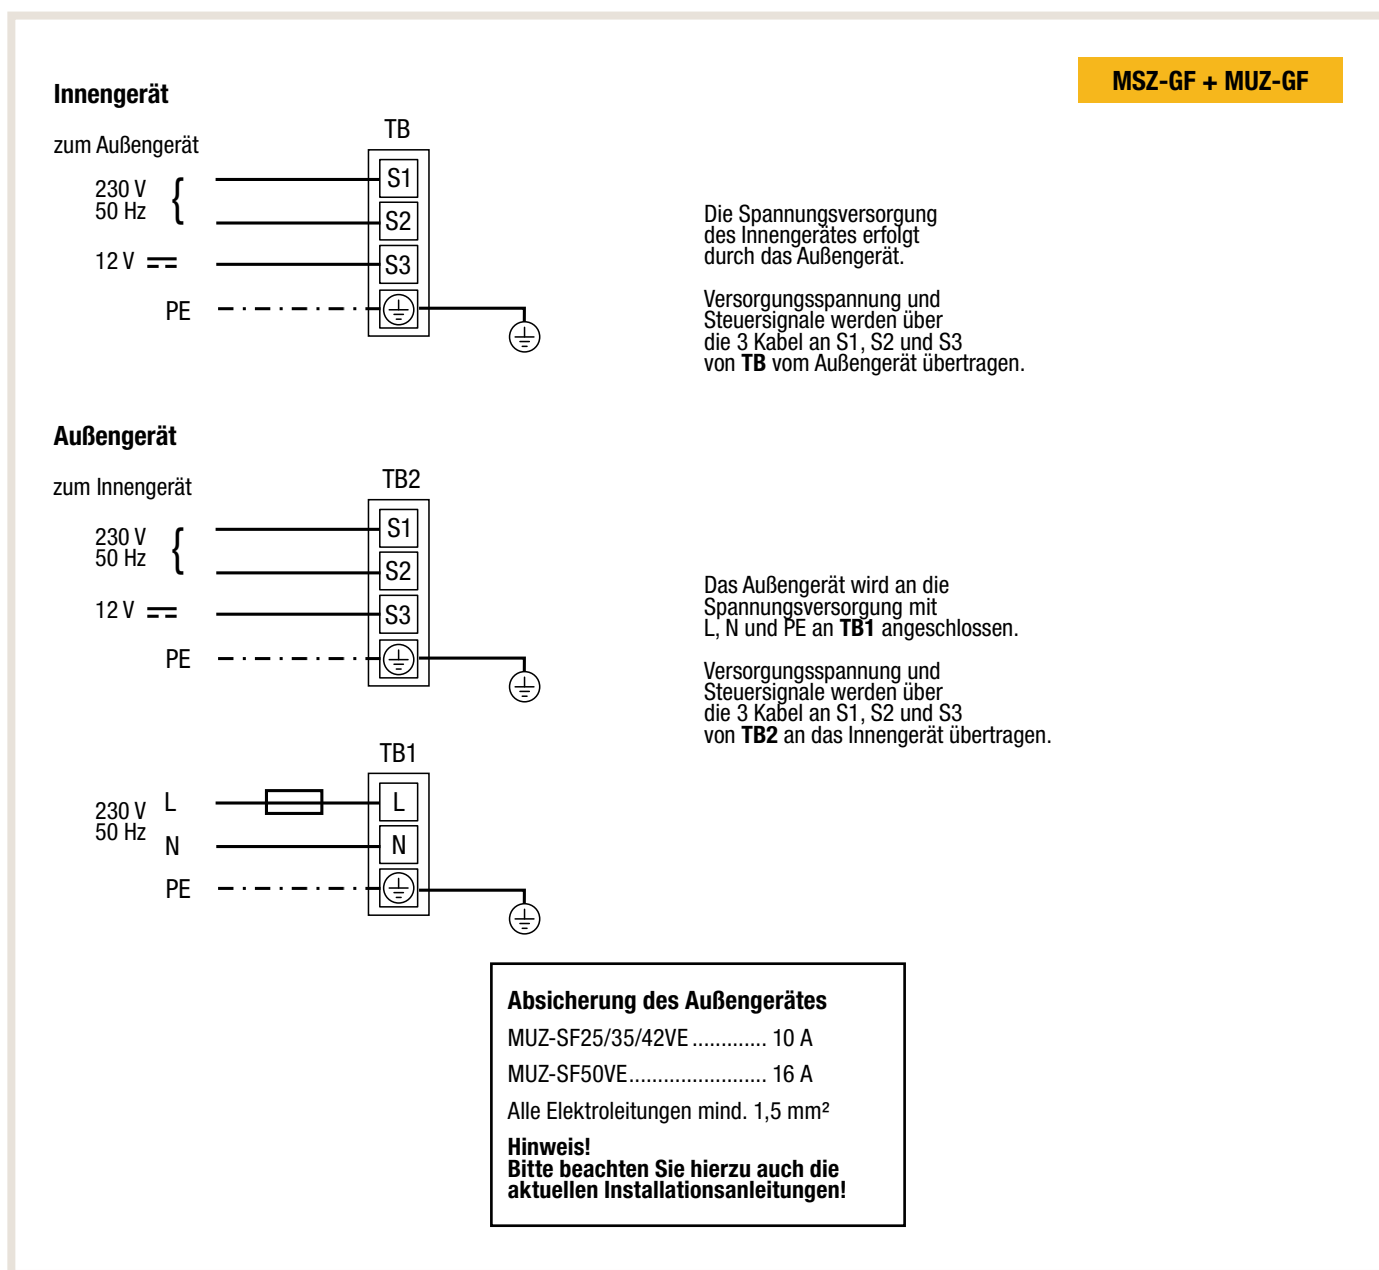 MSZ-GF + MUZ-GF
Innengerät
zum Außengerät
TB
230 V
50 Hz
S1
S2
12 V
S3
PE
Die Spannungsversorgung
des Innengerätes erfolgt
durch das Außengerät.
Versorgungsspannung und
Steuersignale werden über
die 3 Kabel an S1, S2 und S3
von TB vom Außengerät übertragen.
Außengerät
zum Innengerät
TB2
230 V
50 Hz
S1
S2
12 V
S3
PE
Das Außengerät wird an die
Spannungsversorgung mit
L, N und PE an TB1 angeschlossen.
Versorgungsspannung und
Steuersignale werden über
die 3 Kabel an S1, S2 und S3
von TB2 an das Innengerät übertragen.
TB1
230 V
50 Hz
L
L
N
N
PE
Absicherung des Außengerätes
MUZ-SF25/35/42VE ............. 10 A
MUZ-SF50VE........................ 16 A
Alle Elektroleitungen mind. 1,5 mm²
Hinweis!
Bitte beachten Sie hierzu auch die
aktuellen Installationsanleitungen!